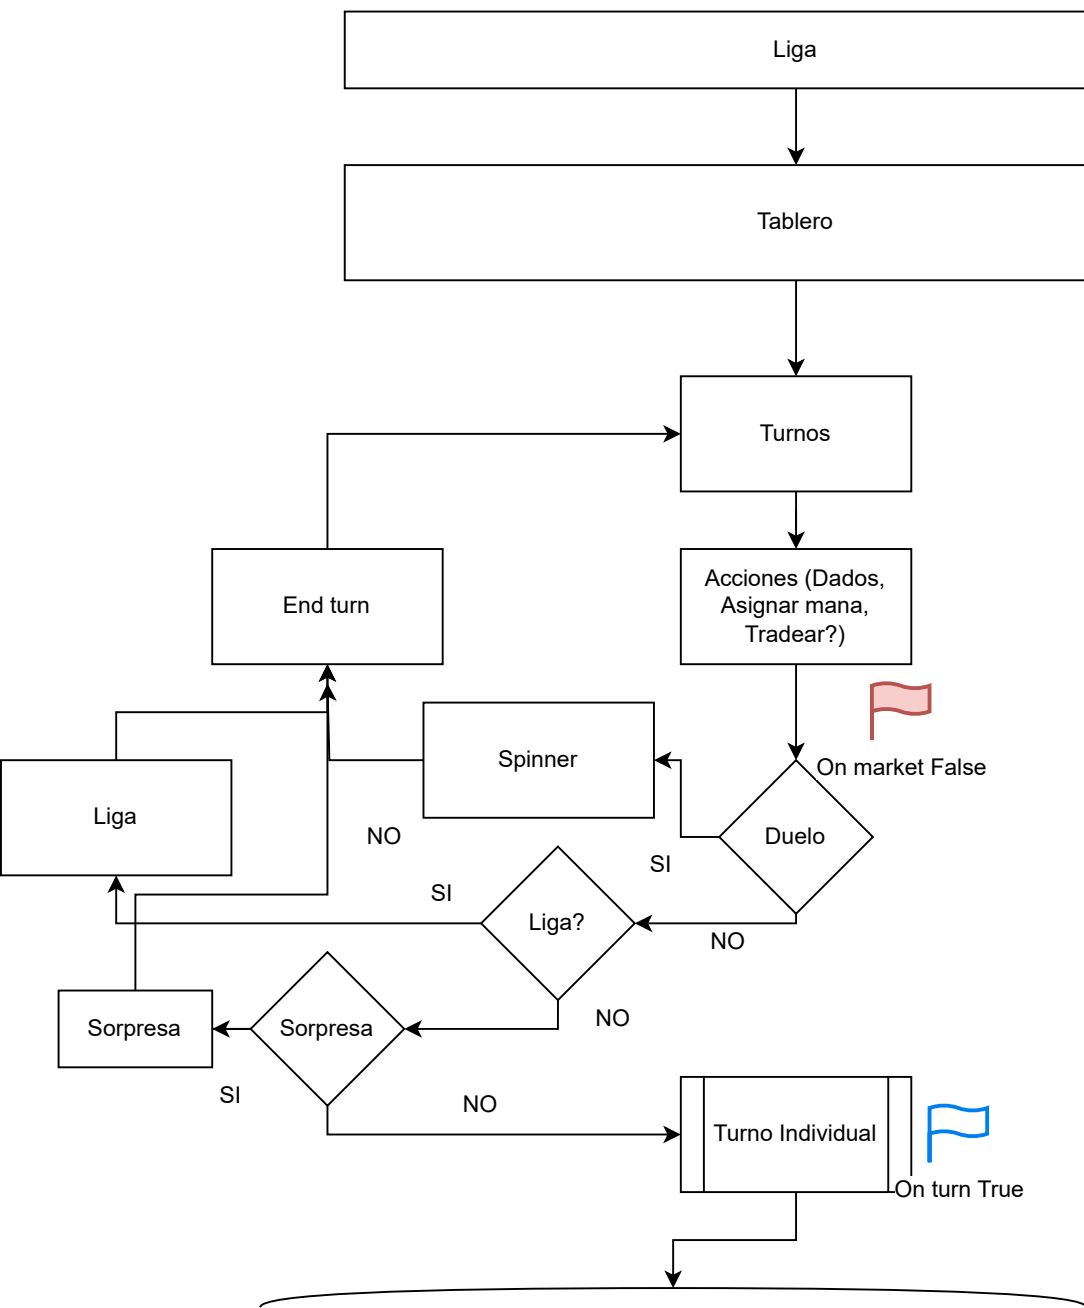 Liga
Tablero
Turnos
End turn
Acciones (Dados,
Asignar mana,
Tradear?)
Spinner
On market False
Liga
NO
Duelo
SI
SI
Liga?
NO
NO
Sorpresa
Sorpresa
SI
NO
Turno Individual
On turn True